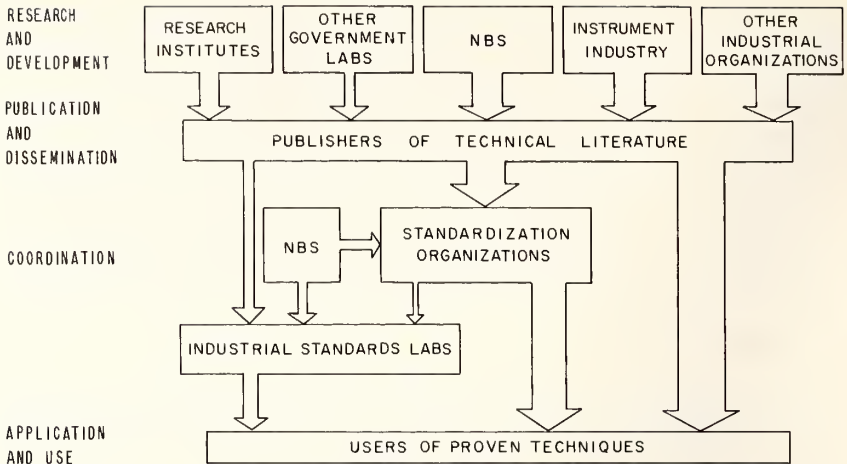 RESEARCH
AND
DEVELOPMENT
RESEARCH
INSTITUTES
OTHER
GOVERNMENT
LABS
NBS
INSTRUMENT
INDUSTRY
OTHER
INDUSTRIAL
ORGANIZATIONS
PUBLICATION
AND
DISSEMINATION
PUBLISHERS OF TECHNICAL LITERATURE
COORDINATION
NBS
STANDARDIZATION
ORGANIZATIONS
INDUSTRIAL STANDARDS LABS
APPLICATION
AND USE
USERS OF PROVEN TECHNIQUES